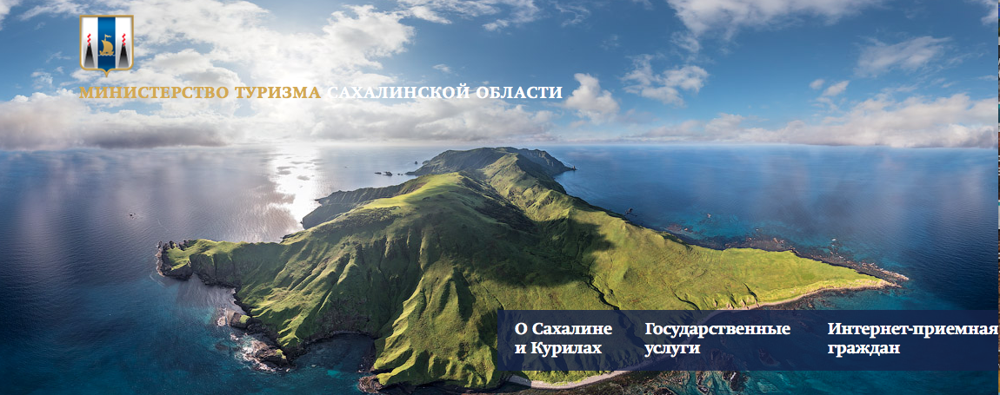 МИНИСТЕРСТВО ТУРИЗМА САХАЛИНСКОЙ ОБЛАСТИ
О Сахалине
и Курилах
Государственные
услуги
Интернет-приемная
граждан